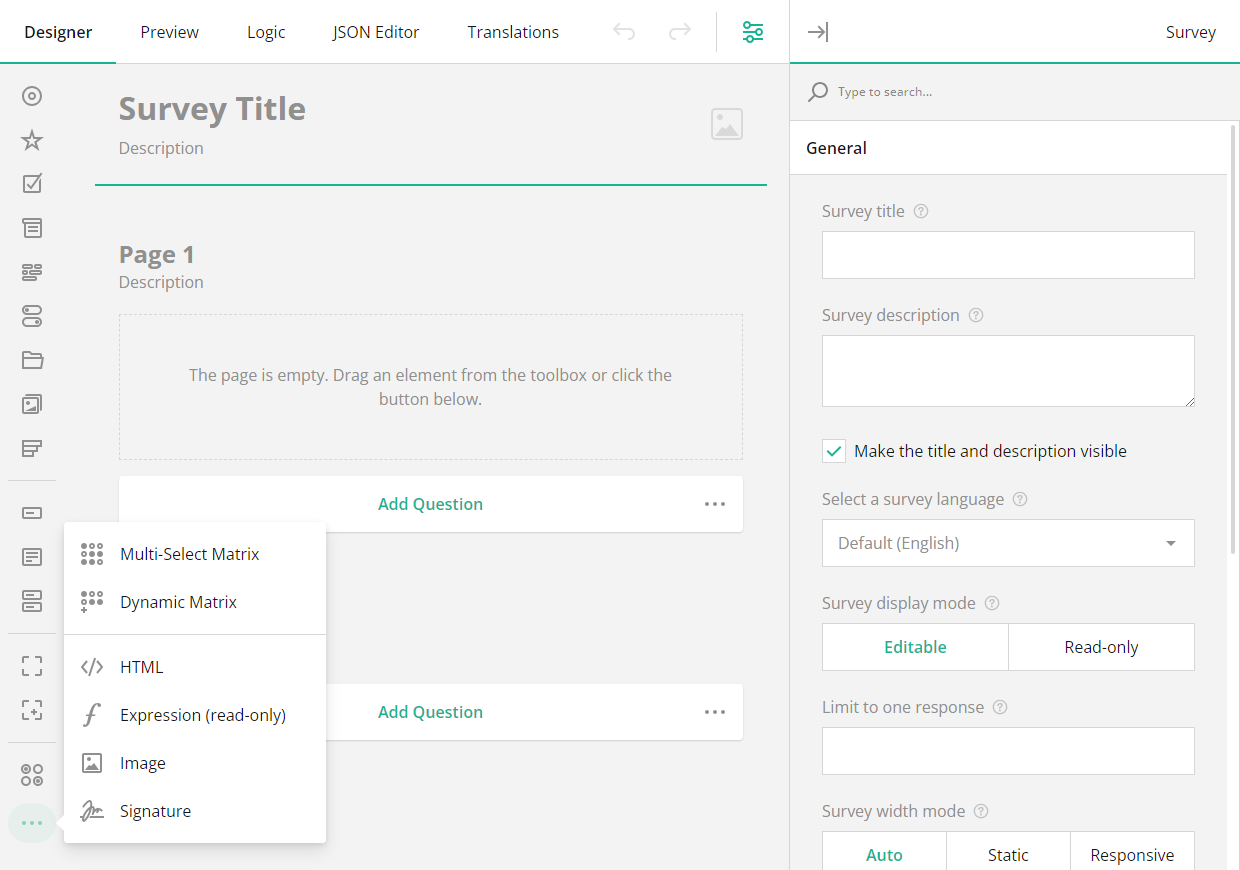 Designer
Preview
Logic
JSON Editor
Translations
Survey
Survey Title
Description
Page 1
Description
The page is empty. Drag an element from the toolbox or click the
button below.
Add Question
Multi-Select Matrix
Dynamic Matrix
HTML
Expression (read-only)
Image
Signature
Add Question
Type to search...
General
Survey title
Survey description
Make the title and description visible
Select a survey language
Default (English)
Survey display mode
Editable
Read-only
Limit to one response
Survey width mode
Auto
Static
Responsive